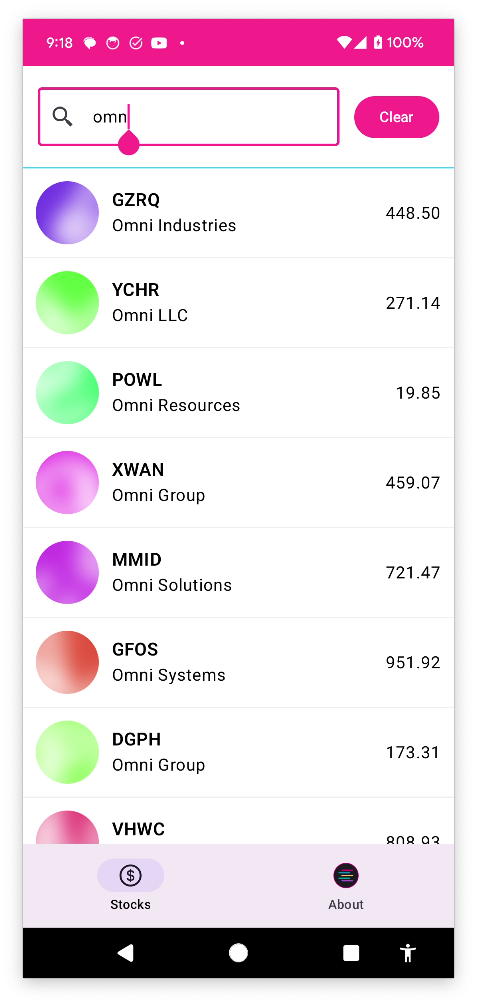 9:18 100%
omn Clear
GZRQ
Omni Industries 448.50
YCHR
Omni LLC 271.14
POWL
Omni Resources 19.85
XWAN
Omni Group 459.07
MMID
Omni Solutions 721.47
GFOS
Omni Systems 951.92
DGPH
Omni Group 173.31
VHWC
808.93
Stocks About